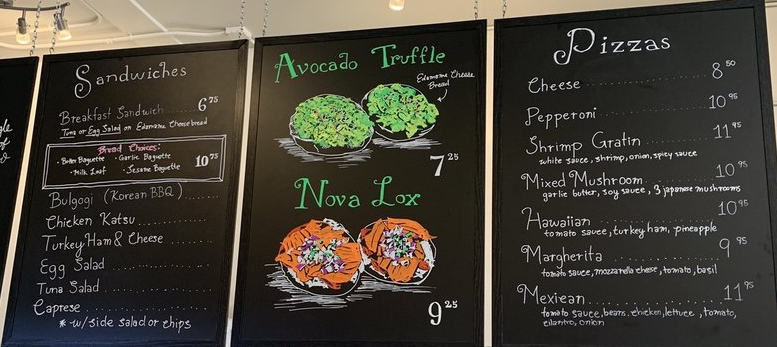 Sandwiches
Breakfast Sandwich ..... 6 75
Tuna or Egg Salad on Edamame Cheese bread
Bread Choices:
• Butter Baguette • Garlic Baguette
• Milk Loaf • Sesame Baguette
10 75
Bulgogi (Korean BBQ)
Chicken Katsu
Turkey Ham & Cheese
Egg Salad
Tuna Salad
Caprese
* w/side salad or chips
Avocado Truffle
Edamame Cheese
Bread
7 25
Nova Lox
9 25
Pizzas
Cheese 8 50
Pepperoni 10 95
Shrimp Gratin 11 95
white sauce, shrimp, onion, spicy sauce
Mixed Mushroom 10 95
garlic butter, soy sauce, 3 japanese mushrooms
Hawaiian 10 95
tomato sauce, turkey ham, pineapple
Margherita 9 95
tomato sauce, mozzarella cheese, tomato, basil
Mexican 11 95
tomato sauce, beans, chicken, lettuce, tomato,
cilantro, onion